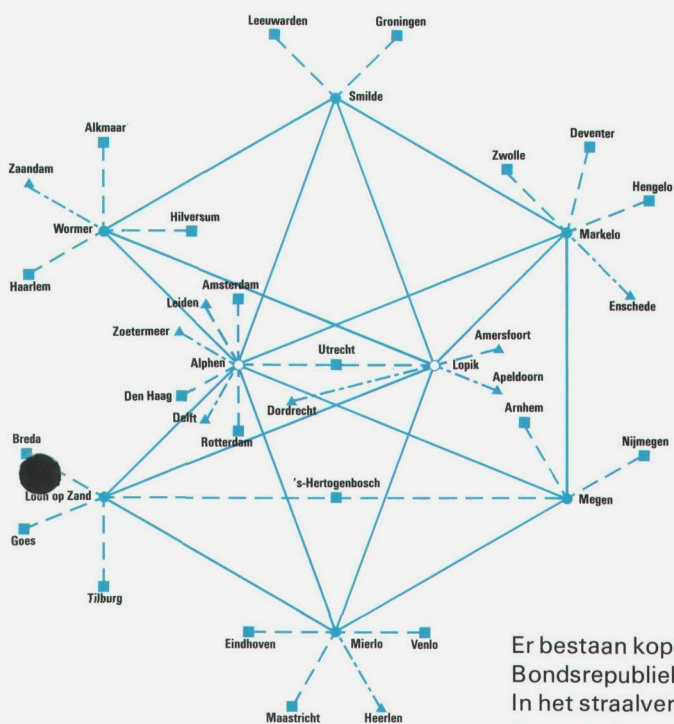 Leeuwarden
Groningen
Smilde
Alkmaar
Deventer
Zwolle
Zaandam
Hengelo
Hilversum
Wormer
Markelo
Haarlem
Amsterdam
Leiden
Enschede
Zoetermeer
Amersfoort
Utrecht
Alphen
Lopik
Apeldoorn
Den Haag
Dordrecht
Arnhem
Delft
Rotterdam
Breda
Nijmegen
's-Hertogenbosch
Loon op Zand
Megen
Goes
Tilburg
Eindhoven
Mierlo
Venlo
Maastricht
Heerlen
Er bestaan kop
Bondsrepubliek
In het straalver